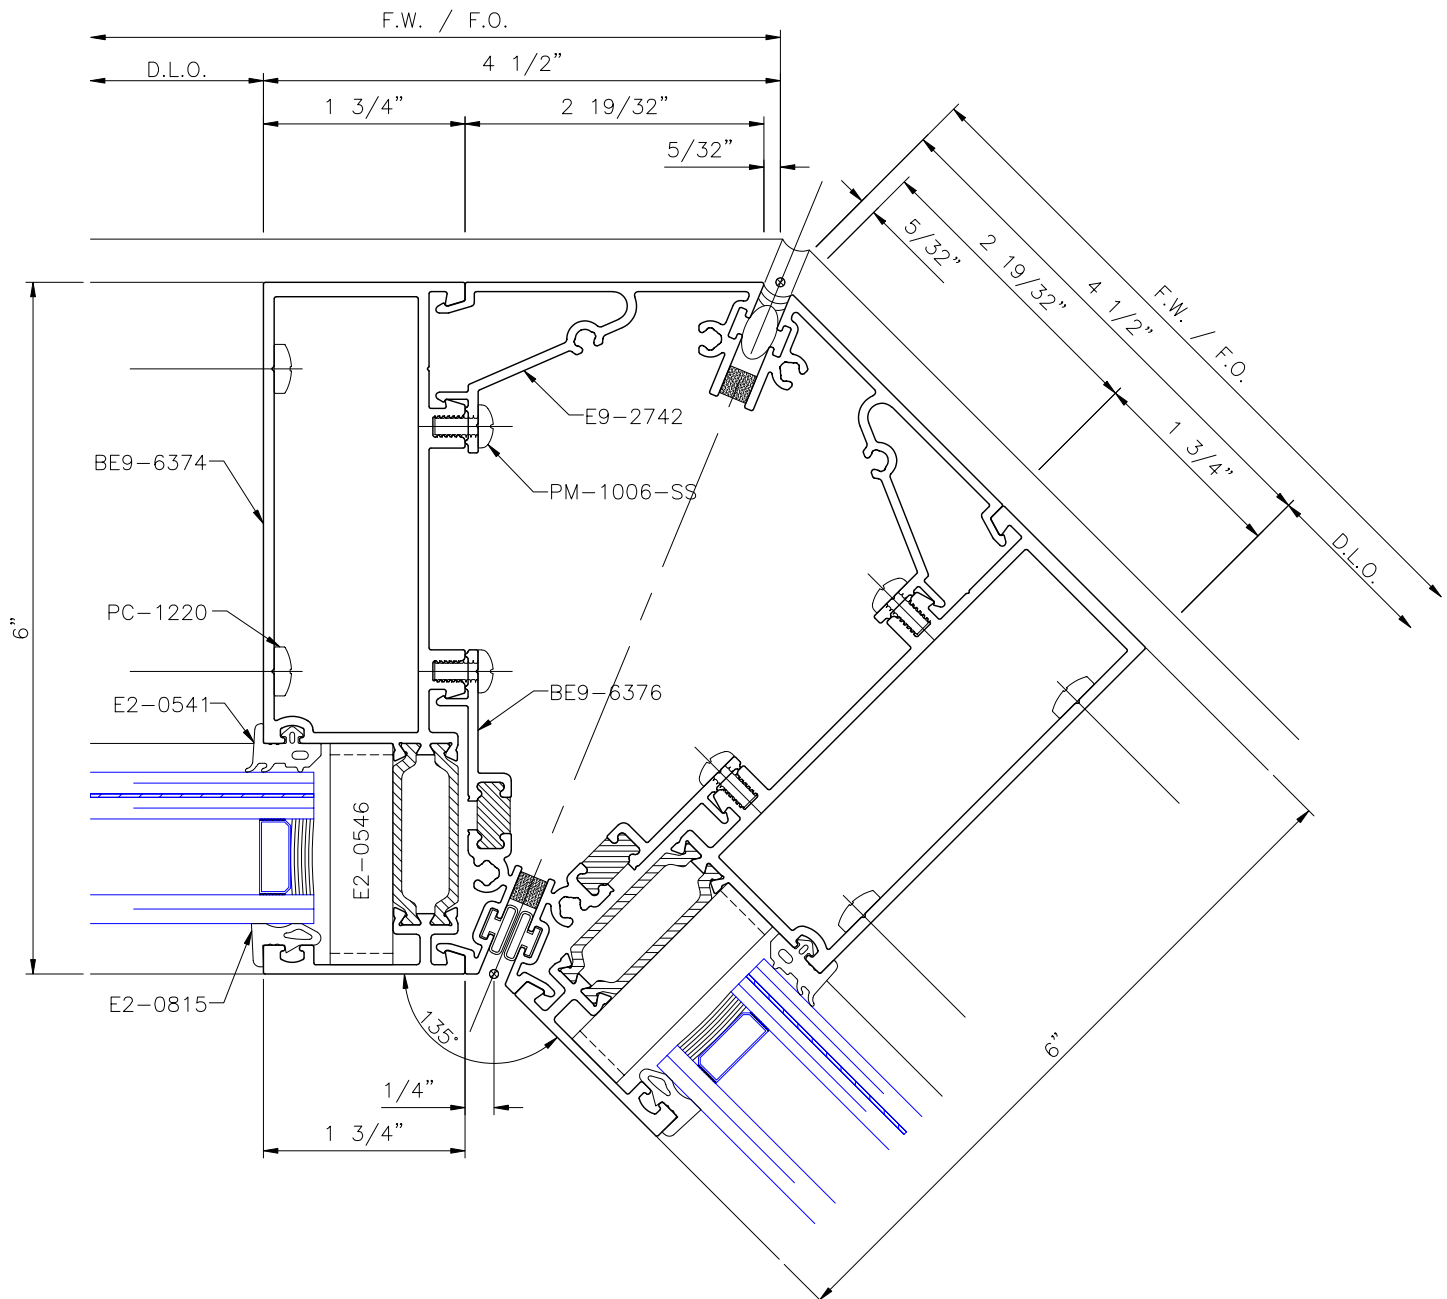 F.W. / F.O.
D.L.O.
4 1/2”
1 3/4”
2 19/32”
5/32”
5/32”
2 19/32”
4 1/2”
F.W. / F.O.
1 3/4”
D.L.O.
E9-2742
BE9-6374
PM-1006-SS
PC-1220
6”
E2-0541
BE9-6376
E2-0546
E2-0815
135°
6”
1/4”
1 3/4”